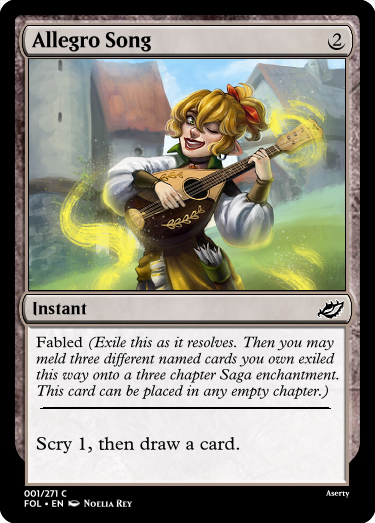 Allegro Song 2
Instant
Fabled (Exile this as it resolves. Then you may
meld three different named cards you own exiled
this way onto a three chapter Saga enchantment.
This card can be placed in any empty chapter.)
Scry 1, then draw a card.
001/271 C
FOL • EN Noelia Rey
Aserty